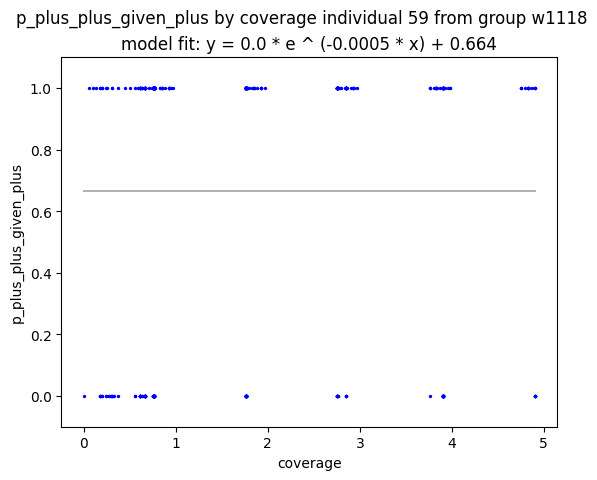 p_plus_plus_given_plus by coverage individual 59 from group w1118
model fit: y = 0.0 * e ^ (-0.0005 * x) + 0.664
p_plus_plus_given_plus
1.0
0.8
0.6
0.4
0.2
0.0
0 1 2 3 4 5
coverage